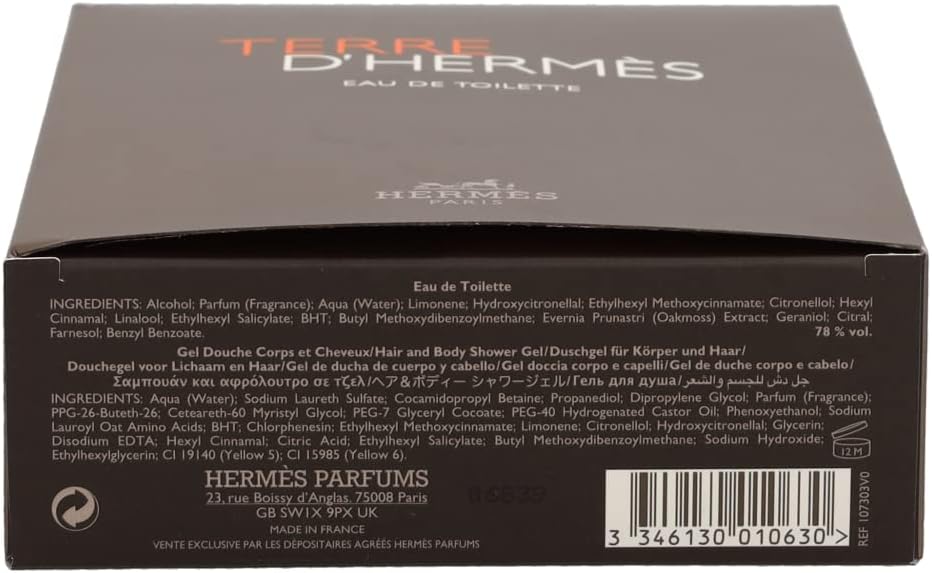 TERRE
D'HERMÈS
EAU DE TOILETTE
HERMÈS
PARIS
Eau de Toilette
INGREDIENTS: Alcohol; Parfum (Fragrance); Aqua (Water); Limonene; Hydroxycitronellal; Ethylhexyl Methoxycinnamate; Citronellol; Hexyl
Cinnamal; Linalool; Ethylhexyl Salicylate; BHT; Butyl Methoxydibenzoylmethane; Evernia Prunastri (Oakmoss) Extract; Geraniol; Citral;
Farnesol; Benzyl Benzoate. 78 % vol.
Gel Douche Corps et Cheveux/Hair and Body Shower Gel/Duschgel für Körper und Haar/
Douchegel voor Lichaam en Haar/Gel de ducha de cuerpo y cabello/Gel doccia corpo e capelli/Gel de duche corpo e cabelo/
Σαμπουάν και αφρόλουτρο σε τζελ/ヘア&ボディー シャワージェル/Гель для душа/جل دش للجسم والشعر
INGREDIENTS: Aqua (Water); Sodium Laureth Sulfate; Cocamidopropyl Betaine; Propanediol; Dipropylene Glycol; Parfum (Fragrance);
PPG-26-Buteth-26; Ceteareth-60 Myristyl Glycol; PEG-7 Glyceryl Cocoate; PEG-40 Hydrogenated Castor Oil; Phenoxyethanol; Sodium
Lauroyl Oat Amino Acids; BHT; Chlorphenesin; Ethylhexyl Methoxycinnamate; Limonene; Citronellol; Hydroxycitronellal; Glycerin;
Disodium EDTA; Hexyl Cinnamal; Citric Acid; Ethylhexyl Salicylate; Butyl Methoxydibenzoylmethane; Sodium Hydroxide;
Ethylhexylglycerin; CI 19140 (Yellow 5); CI 15985 (Yellow 6).
12 M
HERMÈS PARFUMS
23, rue Boissy d'Anglas. 75008 Paris
GB SW1X 9PX UK
MADE IN FRANCE
VENTE EXCLUSIVE PAR LES DÉPOSITAIRES AGRÉÉS HERMÈS PARFUMS
3 346130 010630 >
REF 107303V0